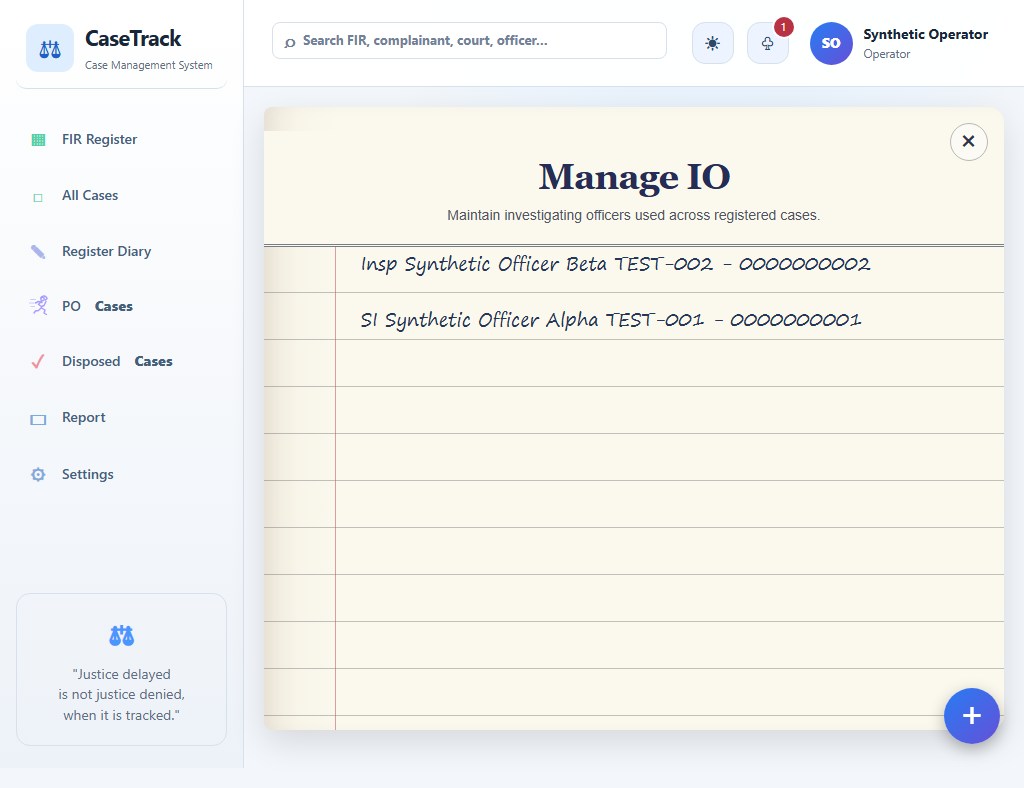 CaseTrack
Case Management System
Search FIR, complainant, court, officer...
1
SO
Synthetic Operator
Operator
FIR Register
All Cases
Register Diary
PO Cases
Disposed Cases
Report
Settings
"Justice delayed
is not justice denied,
when it is tracked."
Manage IO
Maintain investigating officers used across registered cases.
Insp Synthetic Officer Beta TEST-002 - 0000000002
SI Synthetic Officer Alpha TEST-001 - 0000000001